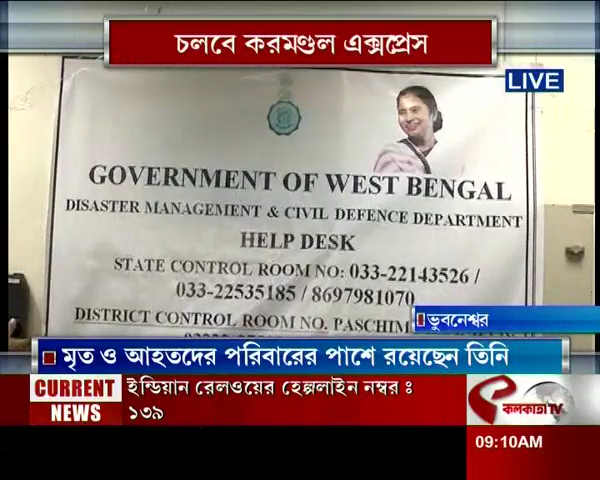 চলবে করমণ্ডল এক্সপ্রেস
LIVE
GOVERNMENT OF WEST BENGAL
DISASTER MANAGEMENT & CIVIL DEFENCE DEPARTMENT
HELP DESK
STATE CONTROL ROOM NO: 033-22143526 /
033-22535185 / 8697981070
DISTRICT CONTROL ROOM NO. PASCHIM
ভুবনেশ্বর
মৃত ও আহতদের পরিবারের পাশে রয়েছেন তিনি
CURRENT NEWS
ইন্ডিয়ান রেলওয়ের হেল্পলাইন নম্বর ঃ
১৩৯
কলকাতা TV
09:10AM